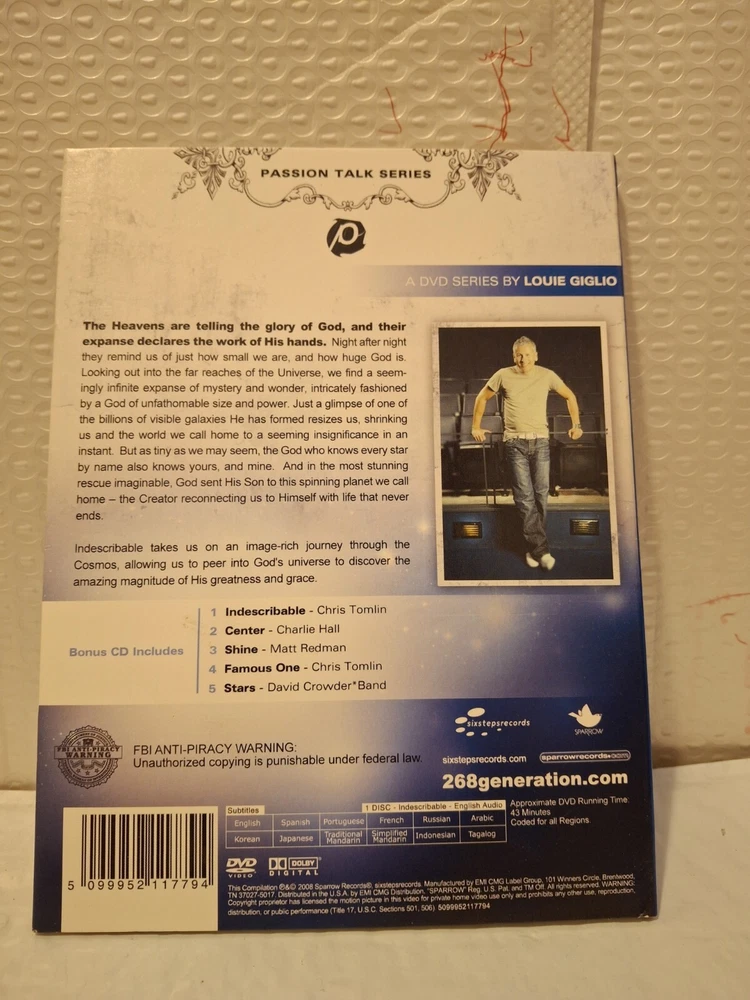 PASSION TALK SERIES
A DVD SERIES BY LOUIE GIGLIO
The Heavens are telling the glory of God, and their
expanse declares the work of His hands. Night after night
they remind us of just how small we are, and how huge God is.
Looking out into the far reaches of the Universe, we find a seem-
ingly infinite expanse of mystery and wonder, intricately fashioned
by a God of unfathomable size and power. Just a glimpse of one of
the billions of visible galaxies He has formed resizes us, shrinking
us and the world we call home to a seeming insignificance in an
instant. But as tiny as we may seem, the God who knows every star
by name also knows yours, and mine. And in the most stunning
rescue imaginable, God sent His Son to this spinning planet we call
home – the Creator reconnecting us to Himself with life that never
ends.
Indescribable takes us on an image-rich journey through the
Cosmos, allowing us to peer into God's universe to discover the
amazing magnitude of His greatness and grace.
Bonus CD Includes
1 Indescribable - Chris Tomlin
2 Center - Charlie Hall
3 Shine - Matt Redman
4 Famous One - Chris Tomlin
5 Stars - David Crowder*Band
sixstepsrecords
SPARROW
FBI ANTI-PIRACY
WARNING
FBI ANTI-PIRACY WARNING:
Unauthorized copying is punishable under federal law.
sixstepsrecords.com
sparrowrecords.com
268generation.com
Subtitles
1 DISC - Indescribable - English Audio
English Spanish Portuguese French Russian Arabic
Korean Japanese Traditional Mandarin Simplified Mandarin Indonesian Tagalog
Approximate DVD Running Time:
43 Minutes
Coded for all Regions.
DVD VIDEO
DOLBY DIGITAL
5 099952 117794
This Compilation ℗&© 2008 Sparrow Records®, sixstepsrecords. Manufactured by EMI CMG Label Group, 101 Winners Circle, Brentwood,
TN 37027-5017. Distributed in the U.S.A. by EMI CMG Distribution, "SPARROW" Reg. U.S. Pat. and TM Off. All rights reserved. WARNING:
Copyright proprietor has licensed the motion picture in this video for private home video use only and prohibits any other use, reproduction,
distribution, or public performance (Title 17, U.S.C. Sections 501, 506) 5099952117794